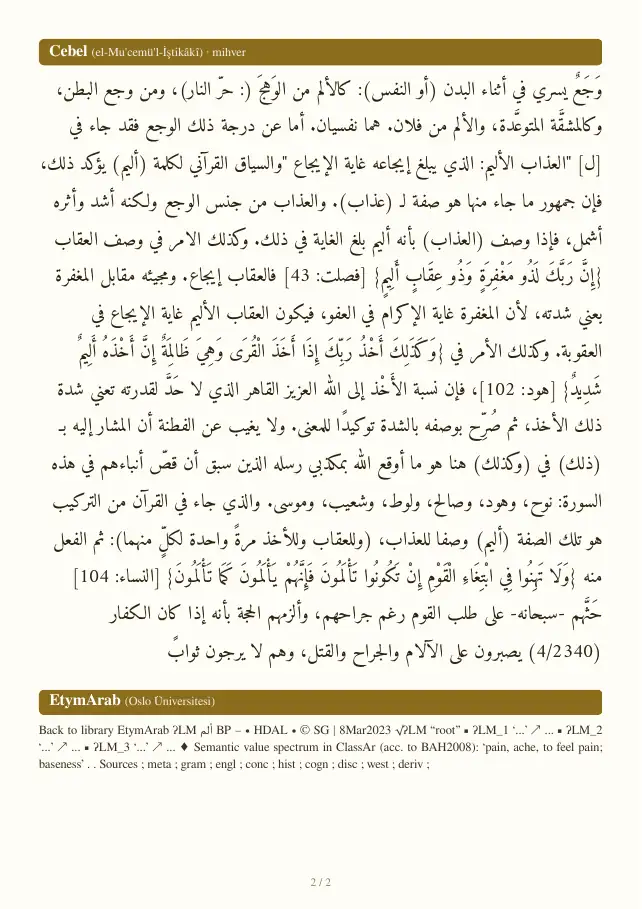 Cebel (el-Mu'cemü'l-İştikâkî) · mihver
وَجَعٌ يسري في أثناء البدن (أو النفس): كالألم من الوَهَجَ (: حرّ النار)، ومن وجع البطن،
وكالمشقَّة المتوعَّدة، والألم من فلان. هما نفسيان. أما عن درجة ذلك الوجع فقد جاء في
[ل] "العذاب الأليم: الذي يبلغ إيجاعه غاية الإيجاع "والسياق القرآني لكلمة (أليم) يؤكد ذلك،
فإن جمهور ما جاء منها هو صفة لـ (عذاب). والعذاب من جنس الوجع ولكنه أشد وأثره
أشمل، فإذا وصف (العذاب) بأنه أليم بلغ الغاية في ذلك. وكذلك الامر في وصف العقاب
{إِنَّ رَبَّكَ لَذُو مَغْفِرَةٍ وَذُو عِقَابٍ أَلِيمٍ} [فصلت: 43] فالعقاب إيجاع. ومجيئه مقابل المغفرة
يعني شدته، لأن المغفرة غاية الإكرام في العفو، فيكون العقاب الأليم غاية الإيجاع في
العقوبة. وكذلك الأمر في {وَكَذَلِكَ أَخْذُ رَبِّكَ إِذَا أَخَذَ الْقُرَى وَهِيَ ظَالِمَةٌ إِنَّ أَخْذَهُ أَلِيمٌ
شَدِيدٌ} [هود: 102]، فإن نسبة الأَخْذ إلى الله العزيز القاهر الذي لا حَدَّ لقدرته تعني شدة
ذلك الأخذ، ثم صُرِّح بوصفه بالشدة توكيدًا للمعنى. ولا يغيب عن الفطنة أن المشار إليه بـ
(ذلك) في (وكذلك) هنا هو ما أوقع الله بمكذبي رسله الذين سبق أن قصّ أنباءهم في هذه
السورة: نوح، وهود، وصالح، ولوط، وشعيب، وموسى. والذي جاء في القرآن من التركيب
هو تلك الصفة (أليم) وصفا للعذاب، (وللعقاب وللأخذ مرةً واحدة لكلّ منهما): ثم الفعل
منه {وَلَا تَهِنُوا فِي ابْتِغَاءِ الْقَوْمِ إِنْ تَكُونُوا تَأْلَمُونَ فَإِنَّهُمْ يَأْلَمُونَ كَمَا تَأْلَمُونَ} [النساء: 104]
حَثَّهم -سبحانه- على طلب القوم رغم جراحهم، وألزمهم الحجة بأنه إذا كان الكفار
(4/2340) يصبرون على الآلام والجراح والقتل، وهم لا يرجون ثوابً
EtymArab (Oslo Üniversitesi)
Back to library EtymArab ʔLM ألم BP – • HDAL • © SG | 8Mar2023 √ʔLM “root” ▪ ʔLM_1 ‘...’ ↗ ... ▪ ʔLM_2
‘...’ ↗ ... ▪ ʔLM_3 ‘...’ ↗ ... ♦ Semantic value spectrum in ClassAr (acc. to BAH2008): ‘pain, ache, to feel pain;
baseness’ . . Sources ; meta ; gram ; engl ; conc ; hist ; cogn ; disc ; west ; deriv ;
2 / 2